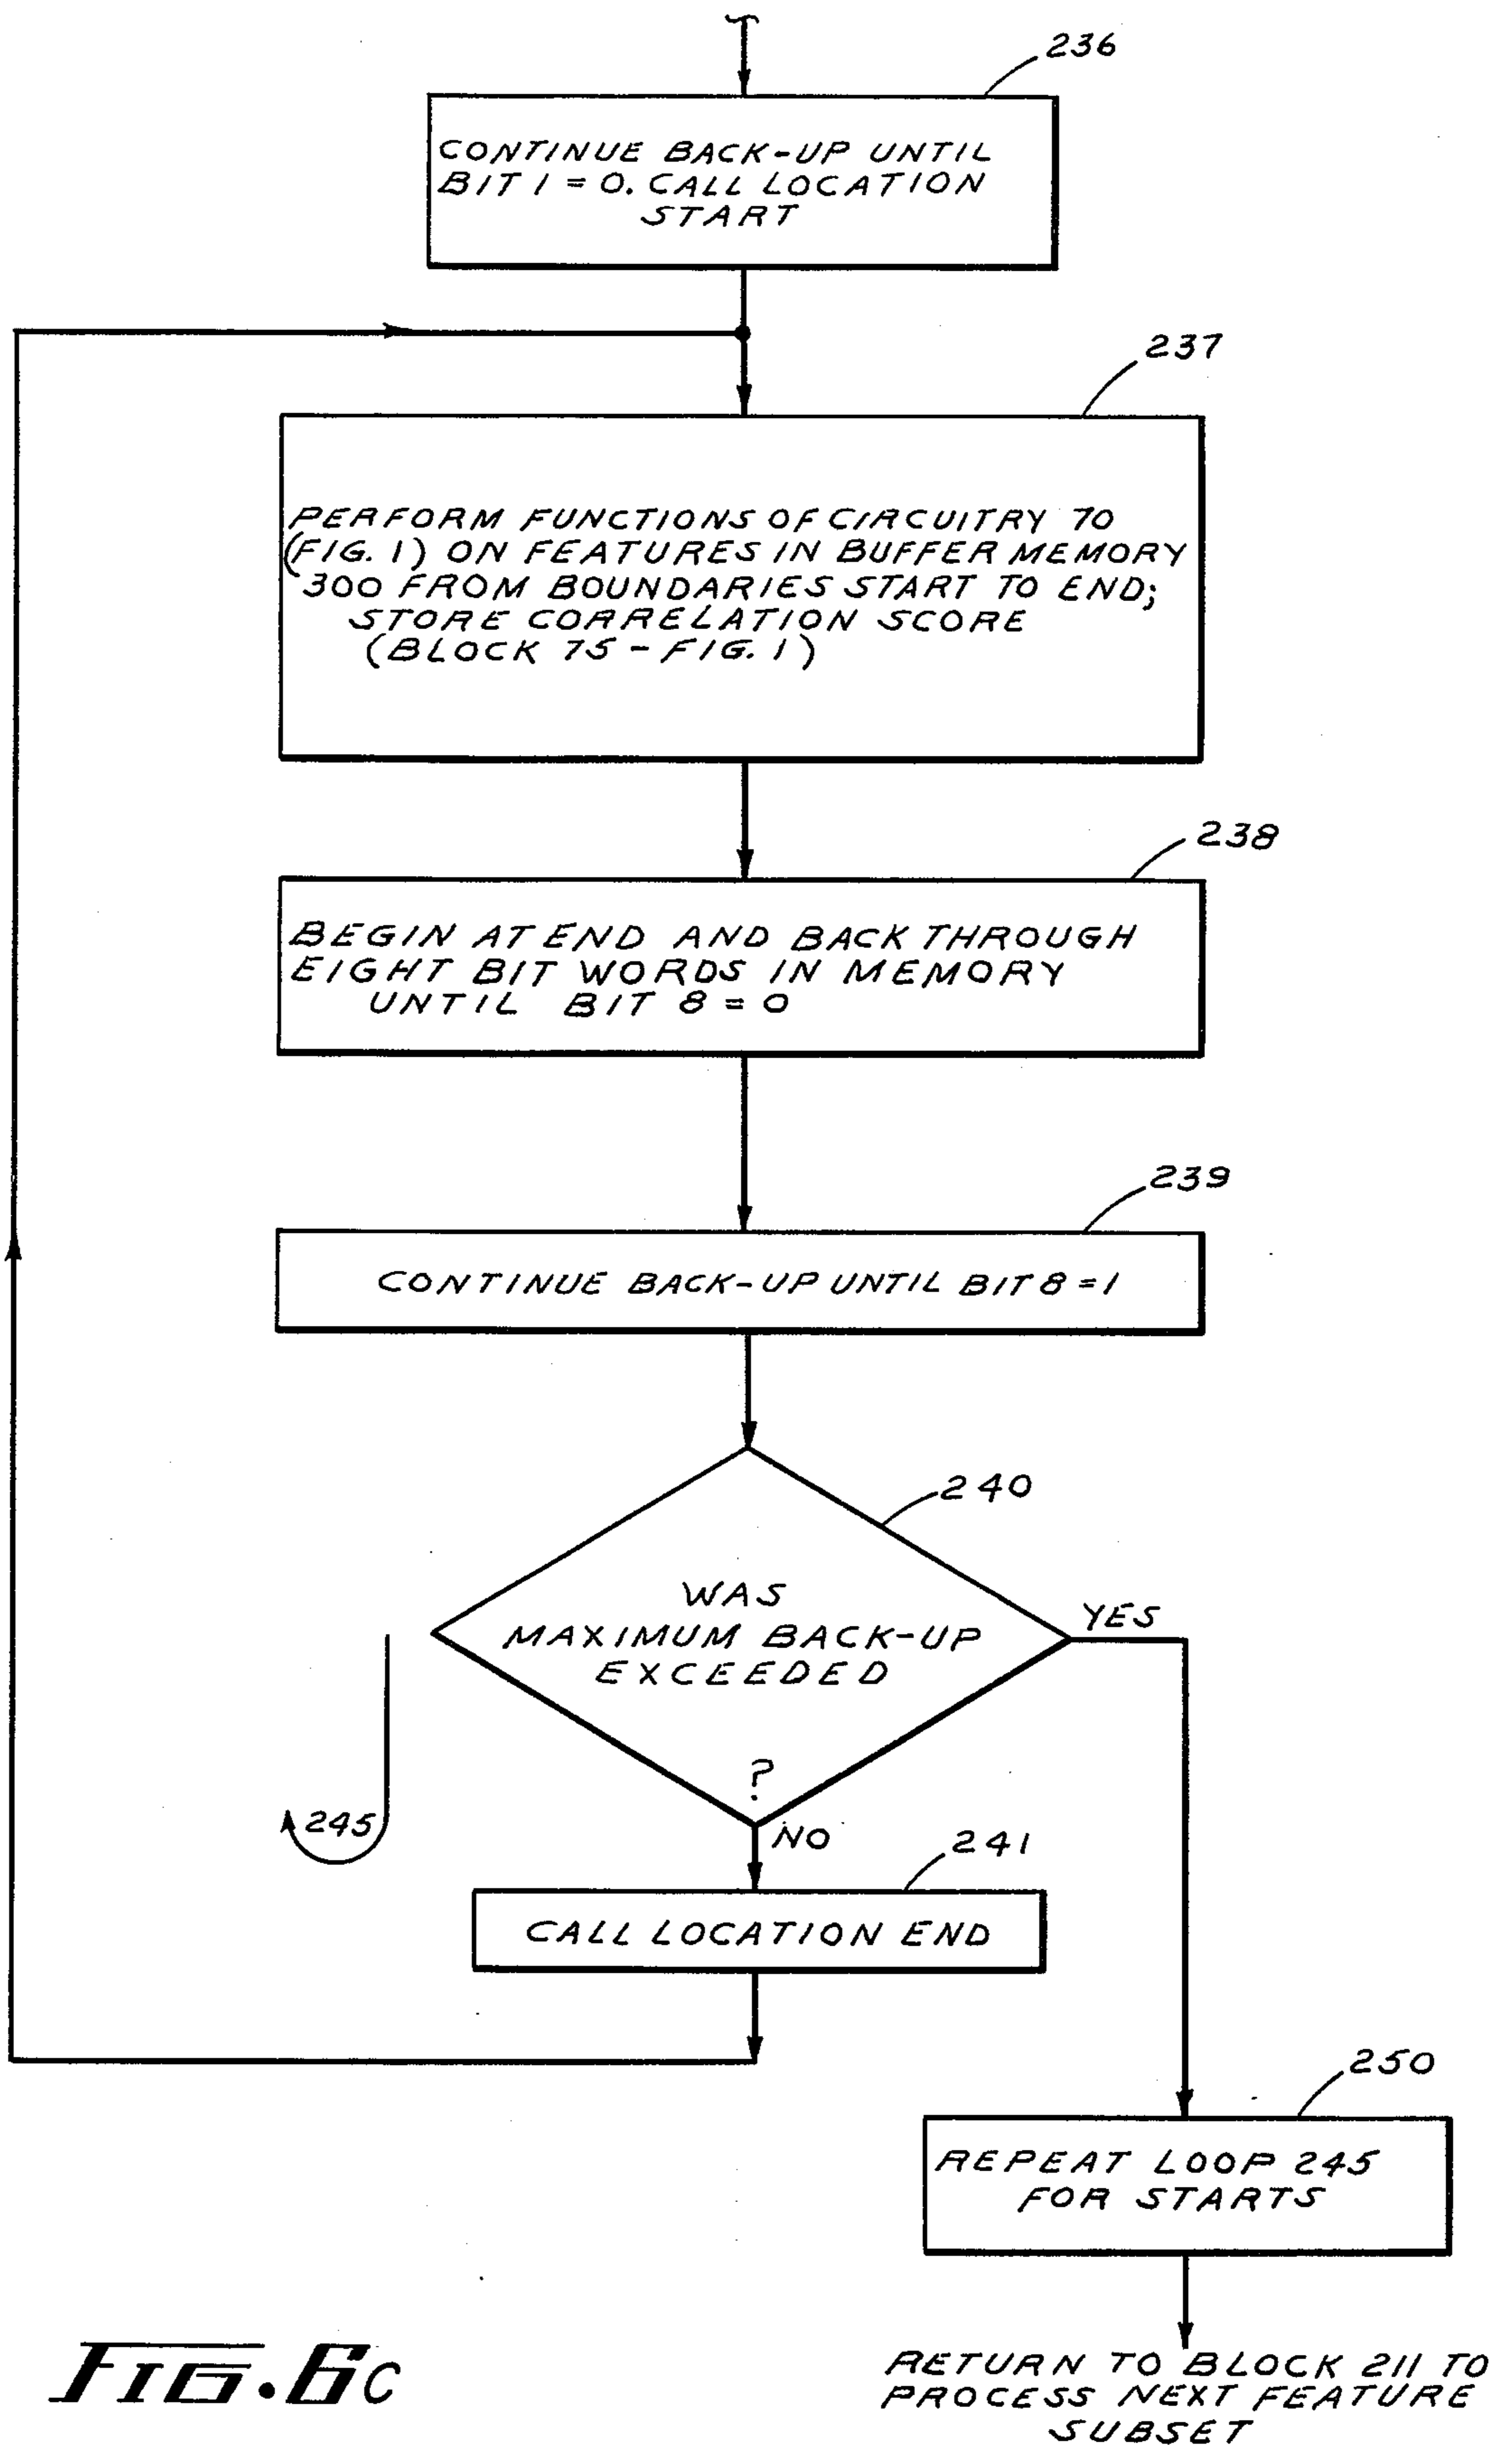 236
CONTINUE BACK-UP UNTIL
BIT 1 = 0. CALL LOCATION
START
237
PERFORM FUNCTIONS OF CIRCUITRY 70
(FIG. 1) ON FEATURES IN BUFFER MEMORY
300 FROM BOUNDARIES START TO END;
STORE CORRELATION SCORE
(BLOCK 75 - FIG. 1)
238
BEGIN AT END AND BACK THROUGH
EIGHT BIT WORDS IN MEMORY
UNTIL BIT 8 = 0
239
CONTINUE BACK-UP UNTIL BIT 8 = 1
240
WAS
MAXIMUM BACK-UP
EXCEEDED
?
YES
245
NO
241
CALL LOCATION END
250
REPEAT LOOP 245
FOR STARTS
RETURN TO BLOCK 211 TO
PROCESS NEXT FEATURE
SUBSET
FIG. 6C